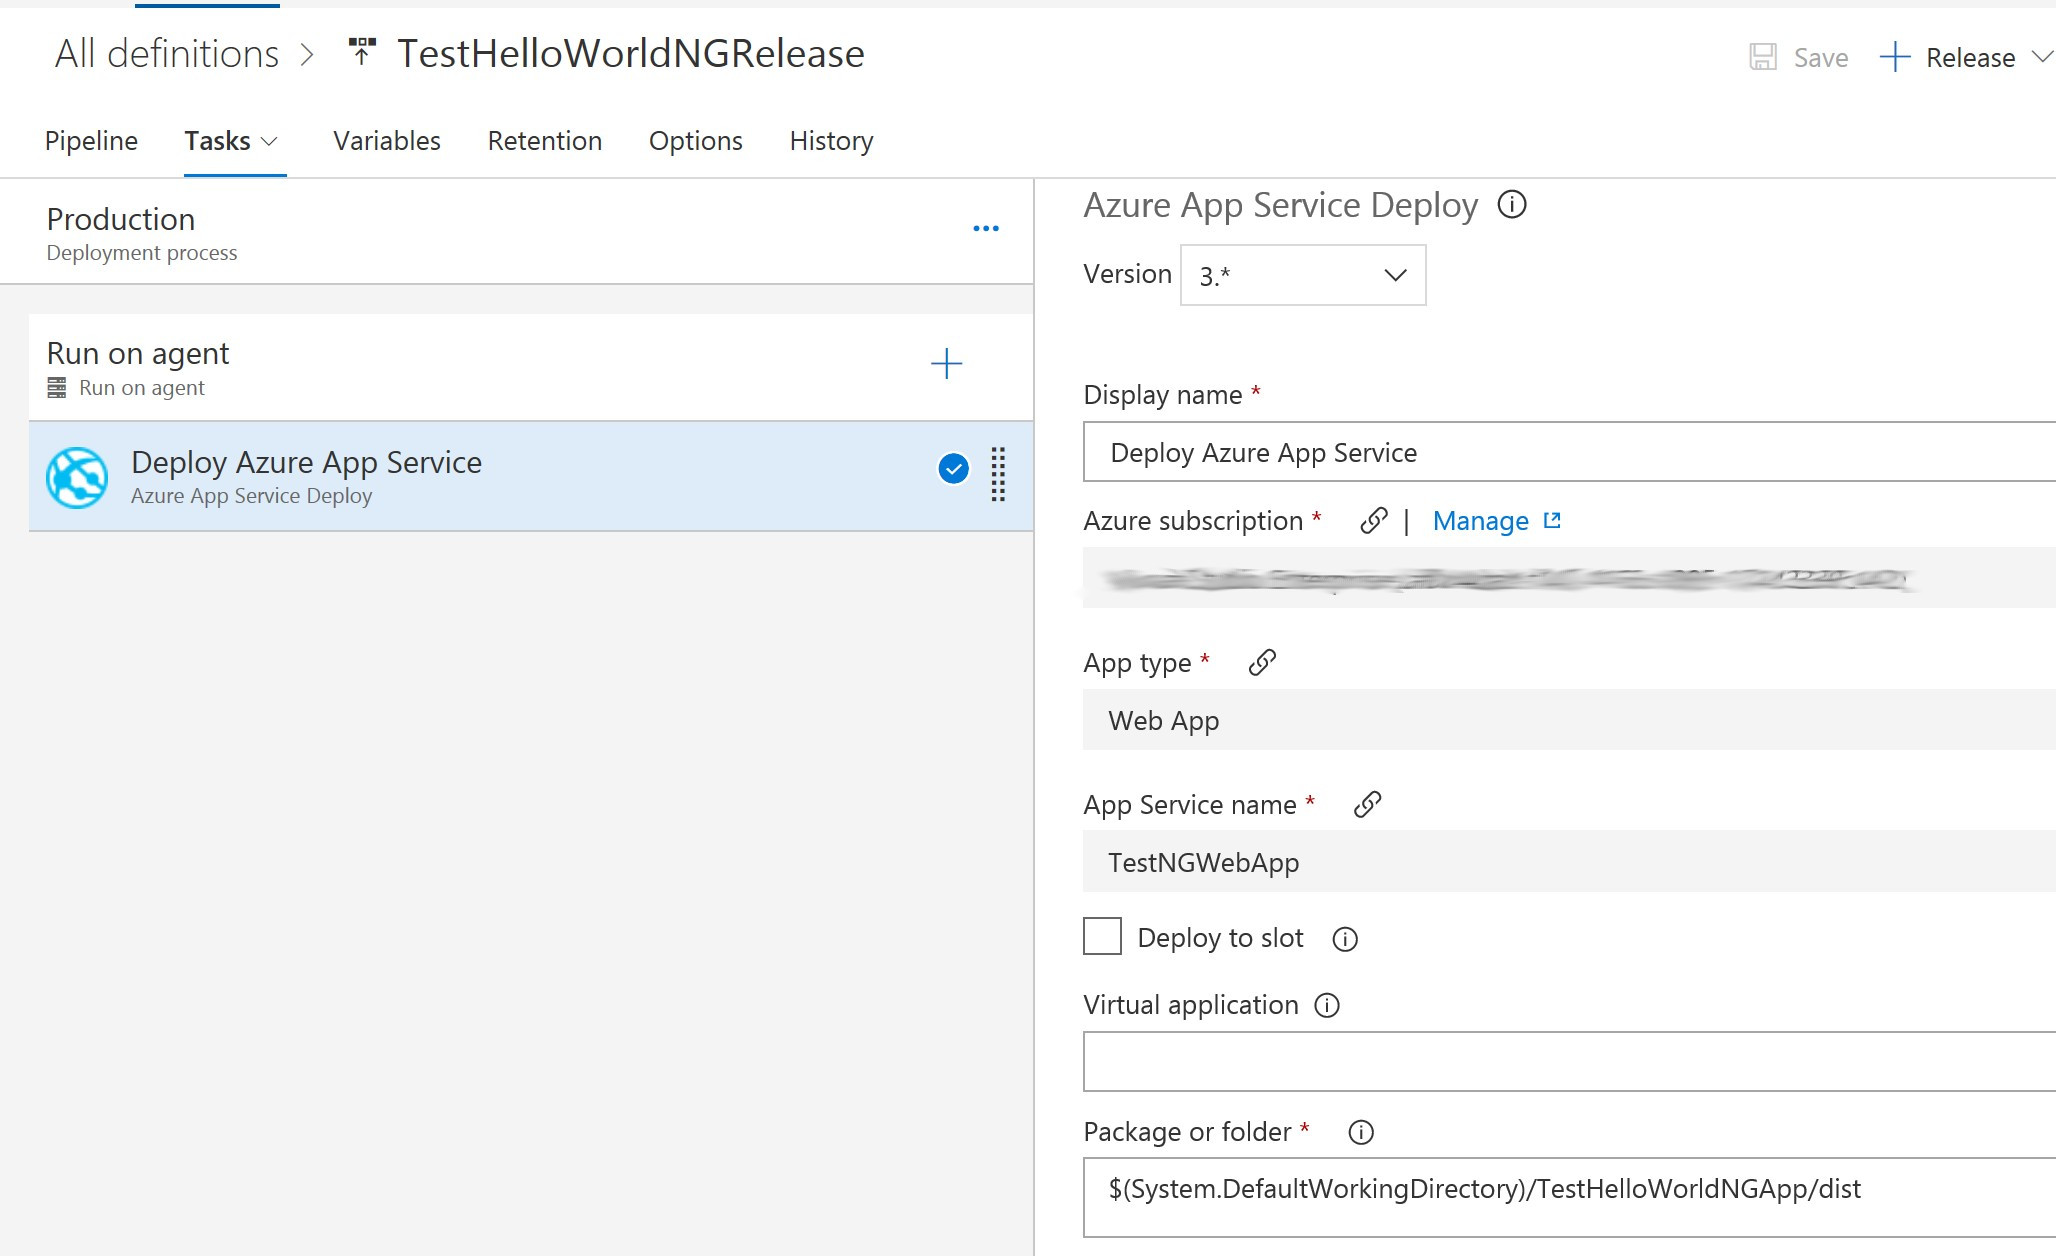 All definitions > TestHelloWorldNGRelease
Save + Release
Pipeline Tasks Variables Retention Options History
Production
Deployment process
Run on agent
Run on agent
Deploy Azure App Service
Azure App Service Deploy
Azure App Service Deploy
Version 3.*
Display name *
Deploy Azure App Service
Azure subscription * | Manage
App type *
Web App
App Service name *
TestNGWebApp
Deploy to slot
Virtual application
Package or folder *
$(System.DefaultWorkingDirectory)/TestHelloWorldNGApp/dist